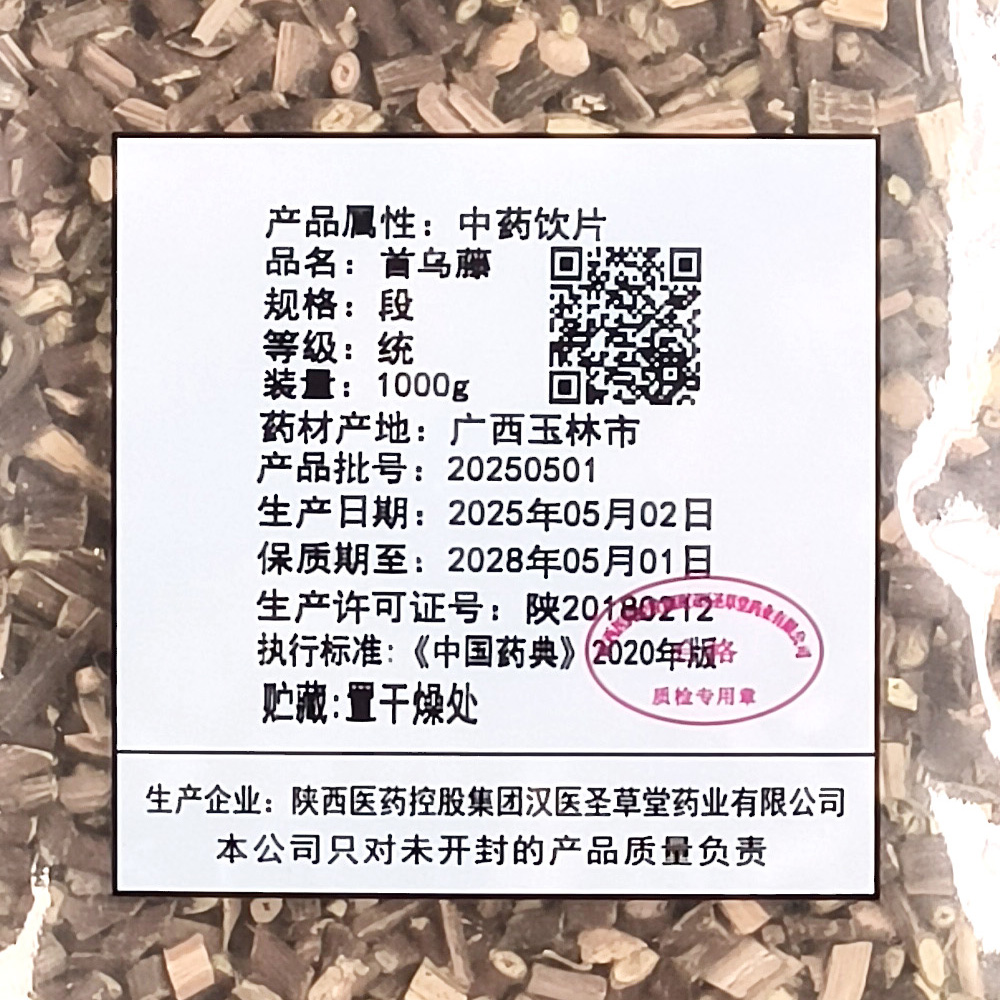 产品属性：中药饮片
品名：首乌藤
规格：段
等级：统
装量：1000g
药材产地：广西玉林市
产品批号：20250501
生产日期：2025年05月02日
保质期至：2028年05月01日
生产许可证号：陕20180212
执行标准：《中国药典》2020年版
贮藏：置干燥处
合格
质检专用章
生产企业：陕西医药控股集团汉医圣草堂药业有限公司
本公司只对未开封的产品质量负责